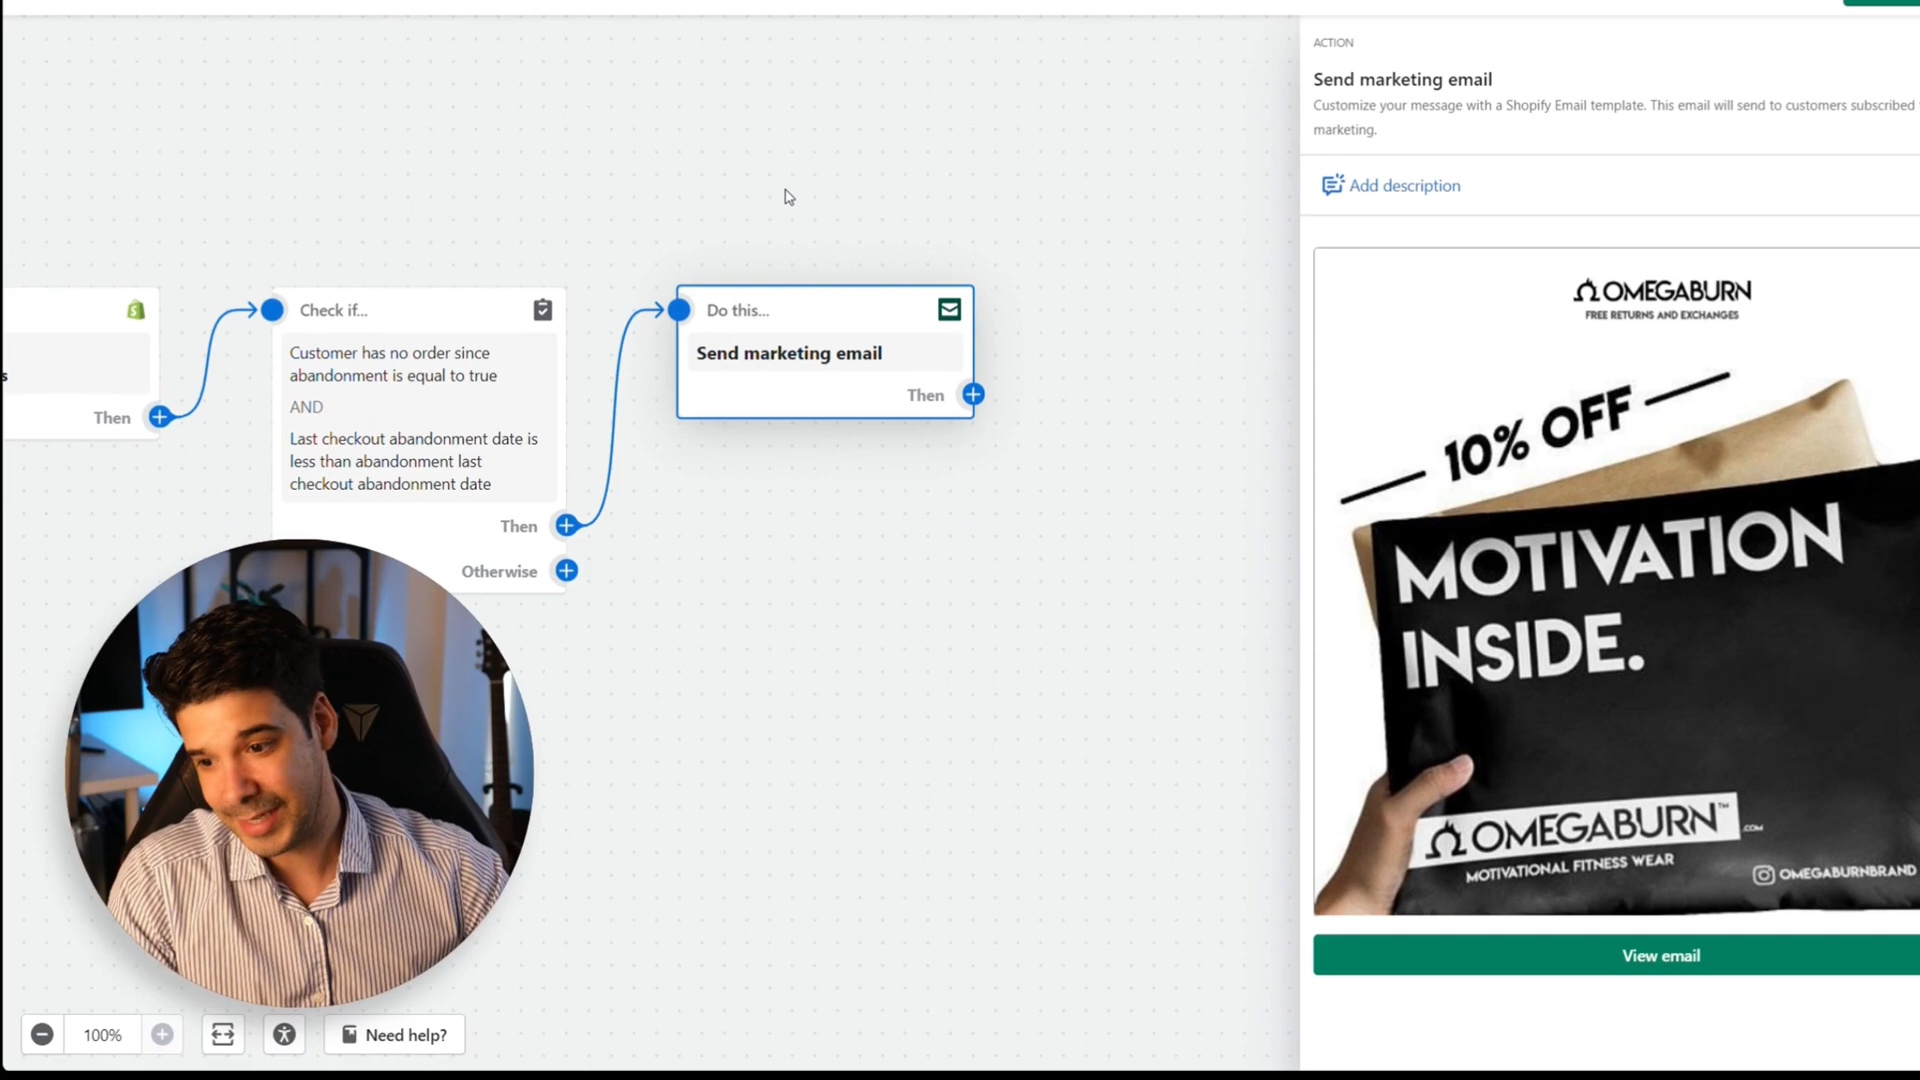 ACTION
Send marketing email
Customize your message with a Shopify Email template. This email will send to customers subscribed
marketing.
Add description
s
Then
Check if...
Customer has no order since
abandonment is equal to true
AND
Last checkout abandonment date is
less than abandonment last
checkout abandonment date
Then
Otherwise
Do this...
Send marketing email
Then
OMEGABURN
FREE RETURNS AND EXCHANGES
10% OFF
MOTIVATION
INSIDE.
OMEGABURN™
.COM
MOTIVATIONAL FITNESS WEAR
OMEGABURNBRAND
View email
100%
Need help?